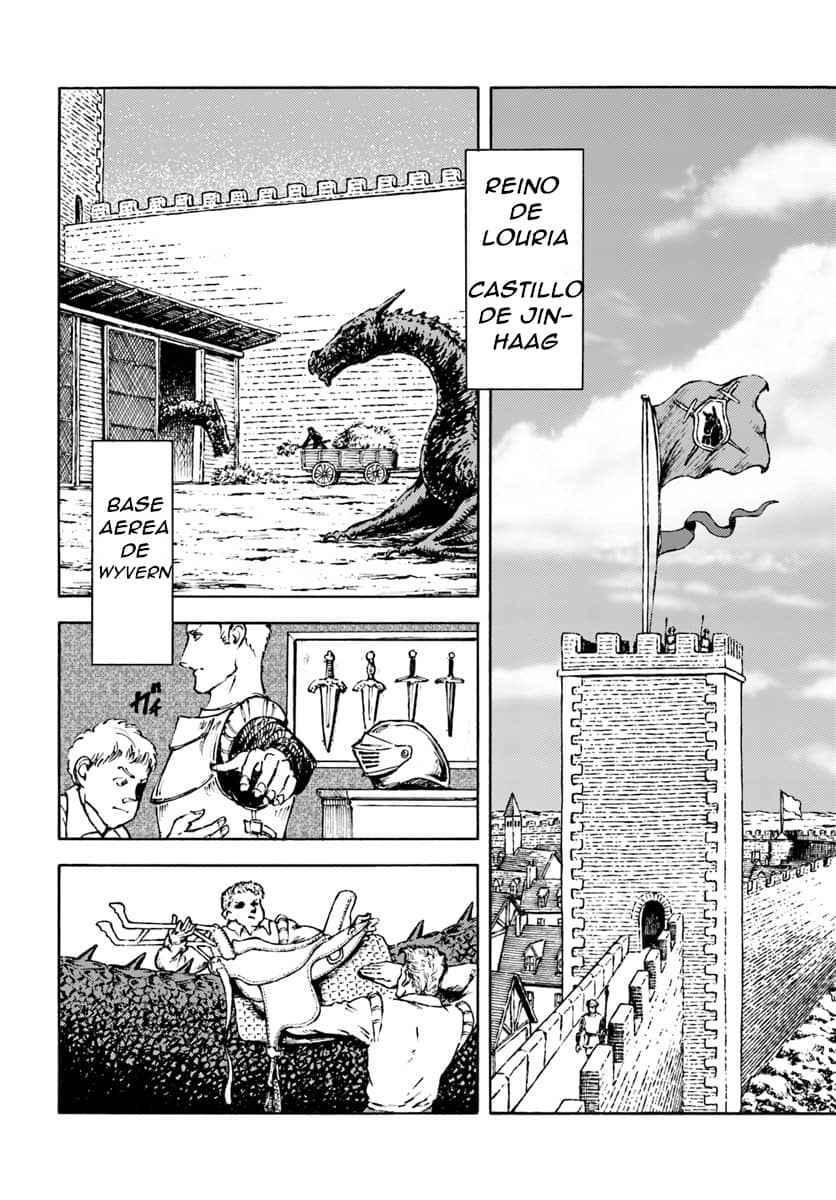 REINO
DE
LOURIA
CASTILLO
DE JIN-
HAAG
BASE
AEREA
DE
WYVERN